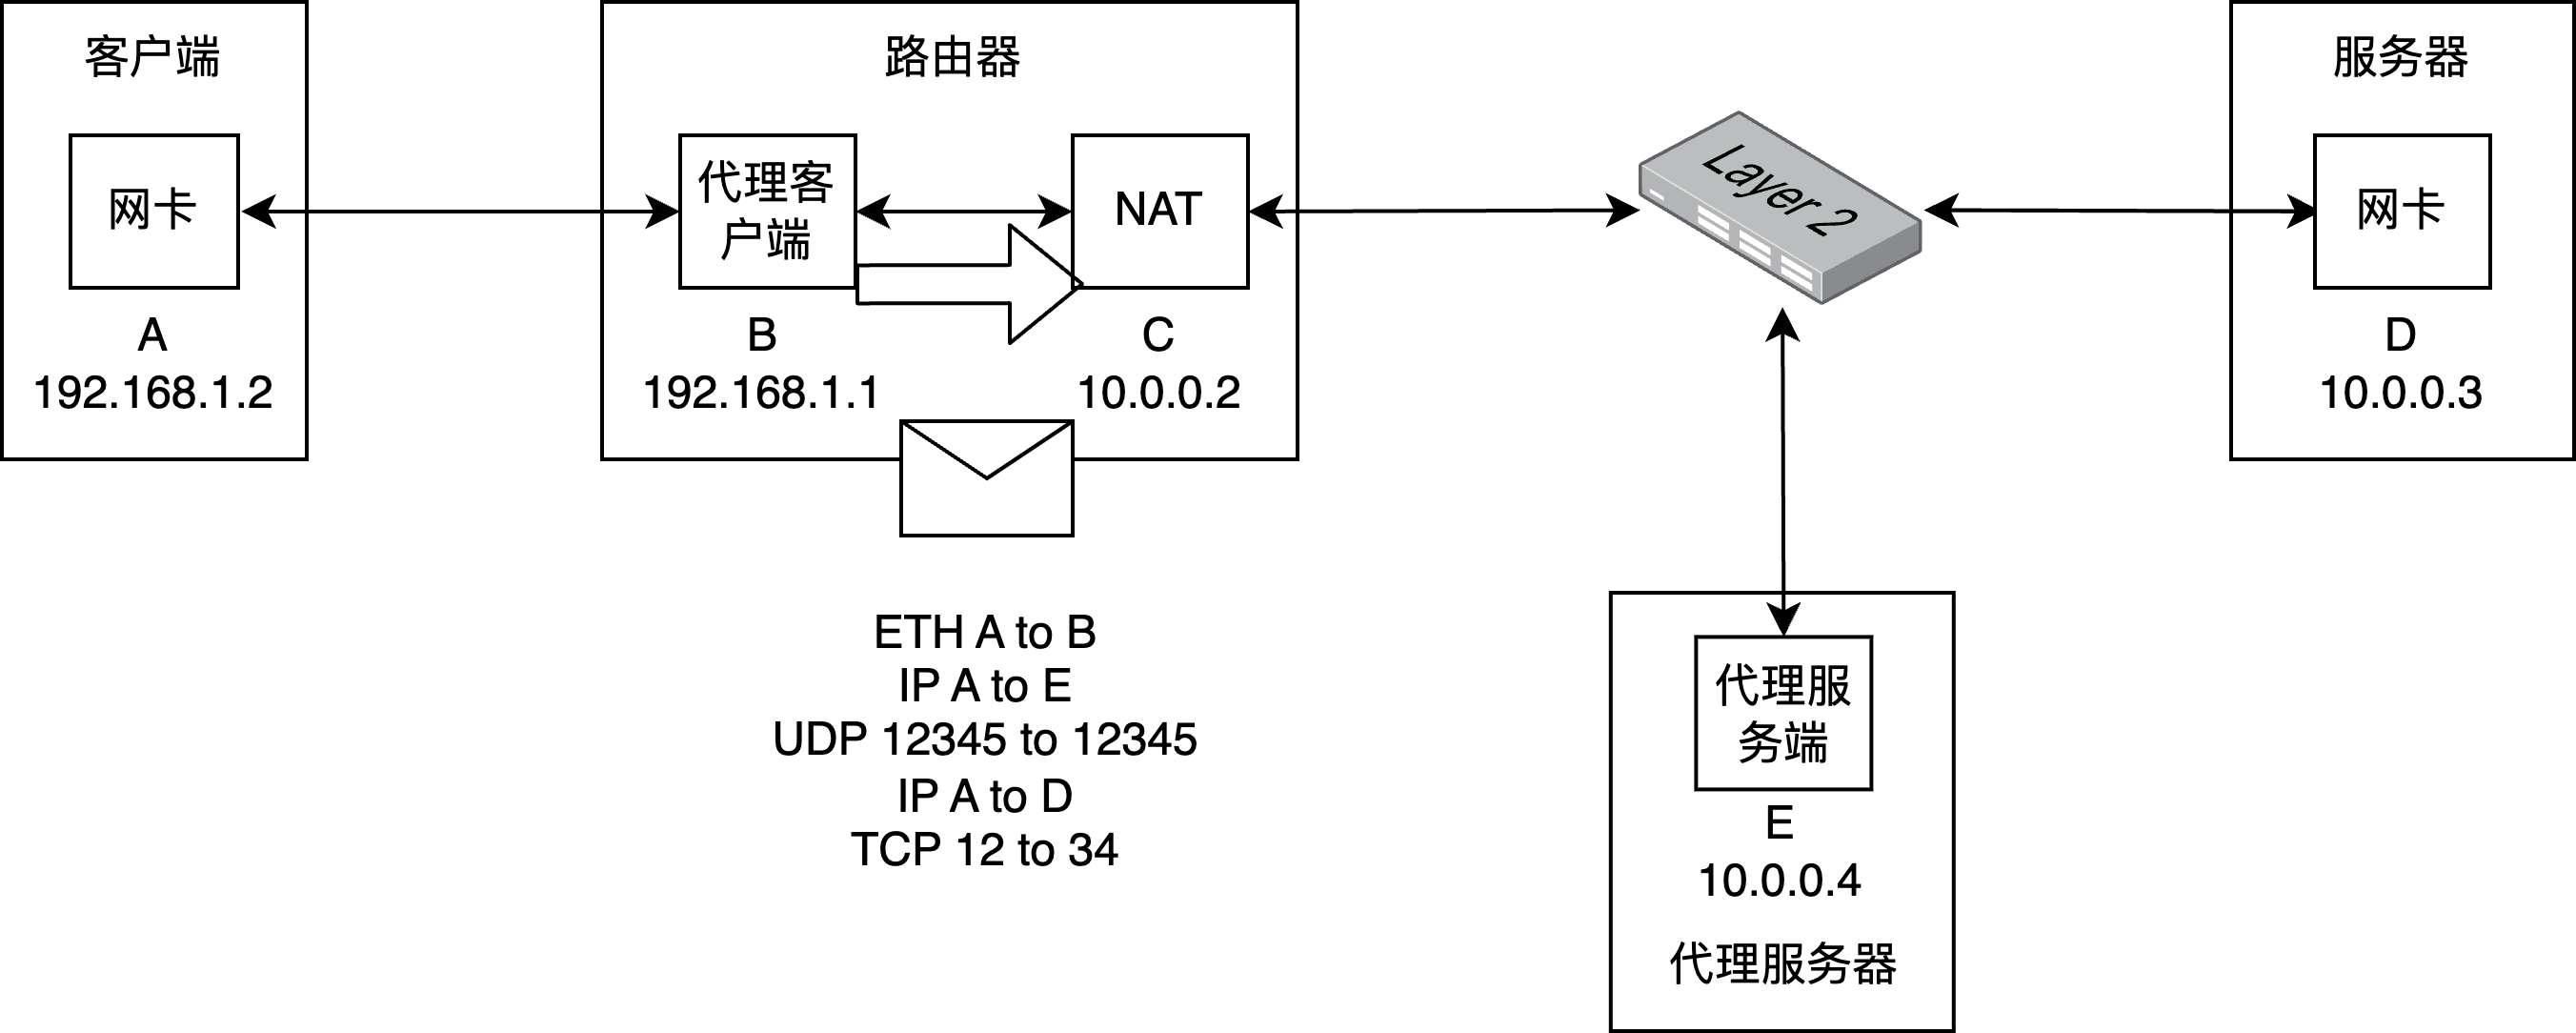 客户端
路由器
服务器
网卡
代理客
户端
NAT
Layer 2
网卡
A
192.168.1.2
B
192.168.1.1
C
10.0.0.2
D
10.0.0.3
ETH A to B
IP A to E
UDP 12345 to 12345
IP A to D
TCP 12 to 34
代理服
务端
E
10.0.0.4
代理服务器